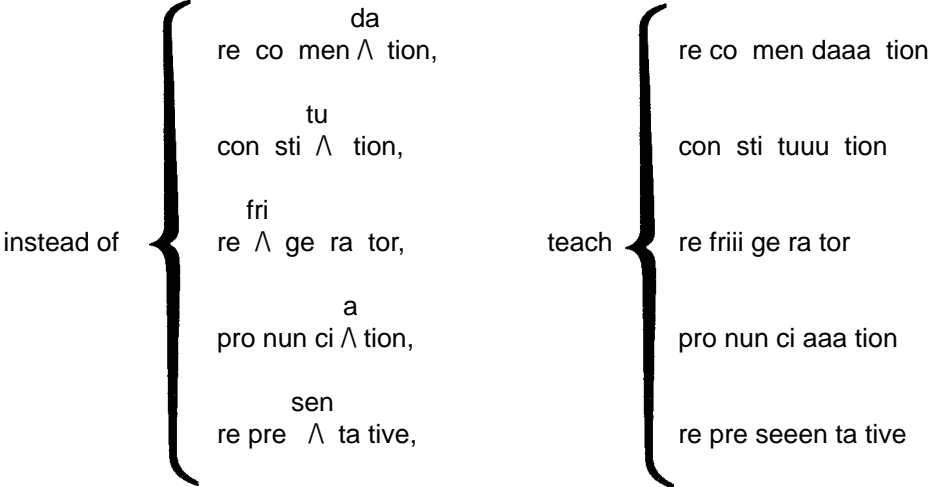 da
re co men /\ tion, re co men daaa tion
tu
con sti /\ tion, con sti tuuu tion
fri
instead of re /\ ge ra tor, teach re friii ge ra tor
a
pro nun ci /\ tion, pro nun ci aaa tion
sen
re pre /\ ta tive, re pre seeen ta tive